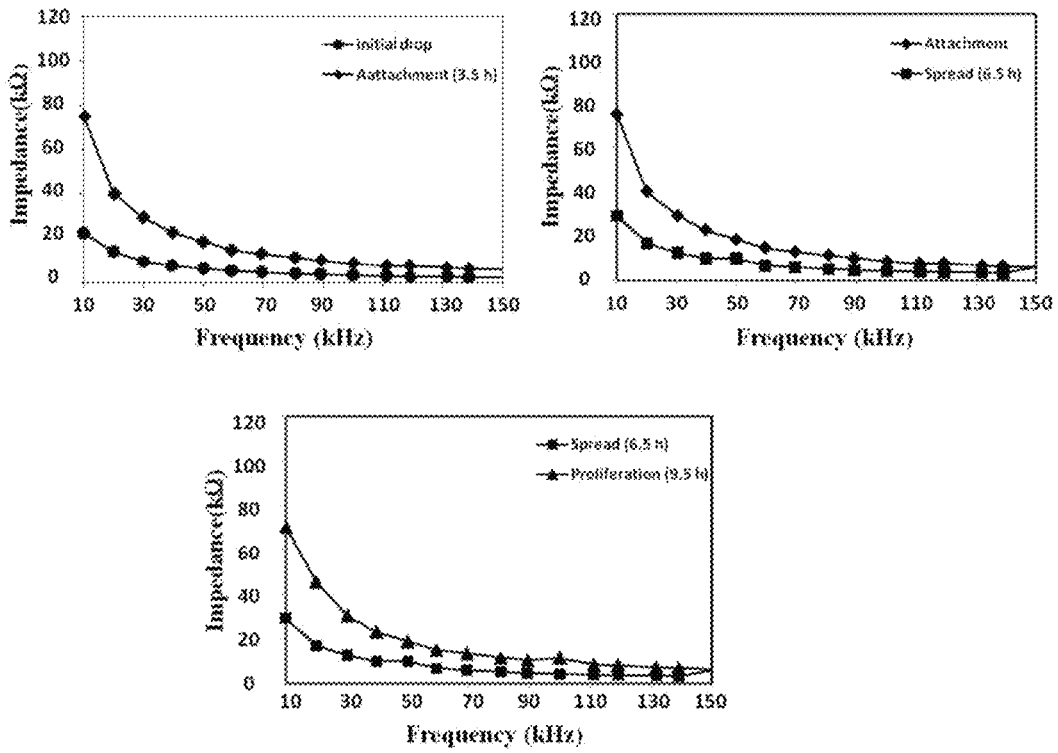 120
100
80
60
40
20
0
Impedance(kΩ)
Initial drop
Aattachment (3.5 h)
10 30 50 70 90 110 130 150
Frequency (kHz)
120
100
80
60
40
20
0
Impedance(kΩ)
Attachment
Spread (6.5 h)
10 30 50 70 90 110 130 150
Frequency (kHz)
120
100
80
60
40
20
0
Impedance(kΩ)
Spread (6.5 h)
Proliferation (9.5 h)
10 30 50 70 90 110 130 150
Frequency (kHz)